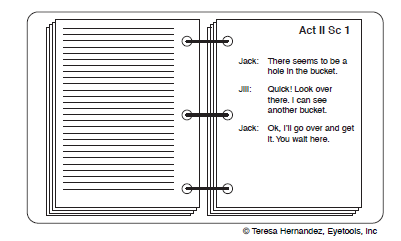 Act II Sc 1
Jack: There seems to be a
hole in the bucket.
Jill: Quick! Look over
there. I can see
another bucket.
Jack: Ok, I'll go over and get
it. You wait here.
© Teresa Hernandez, Eyetools, Inc